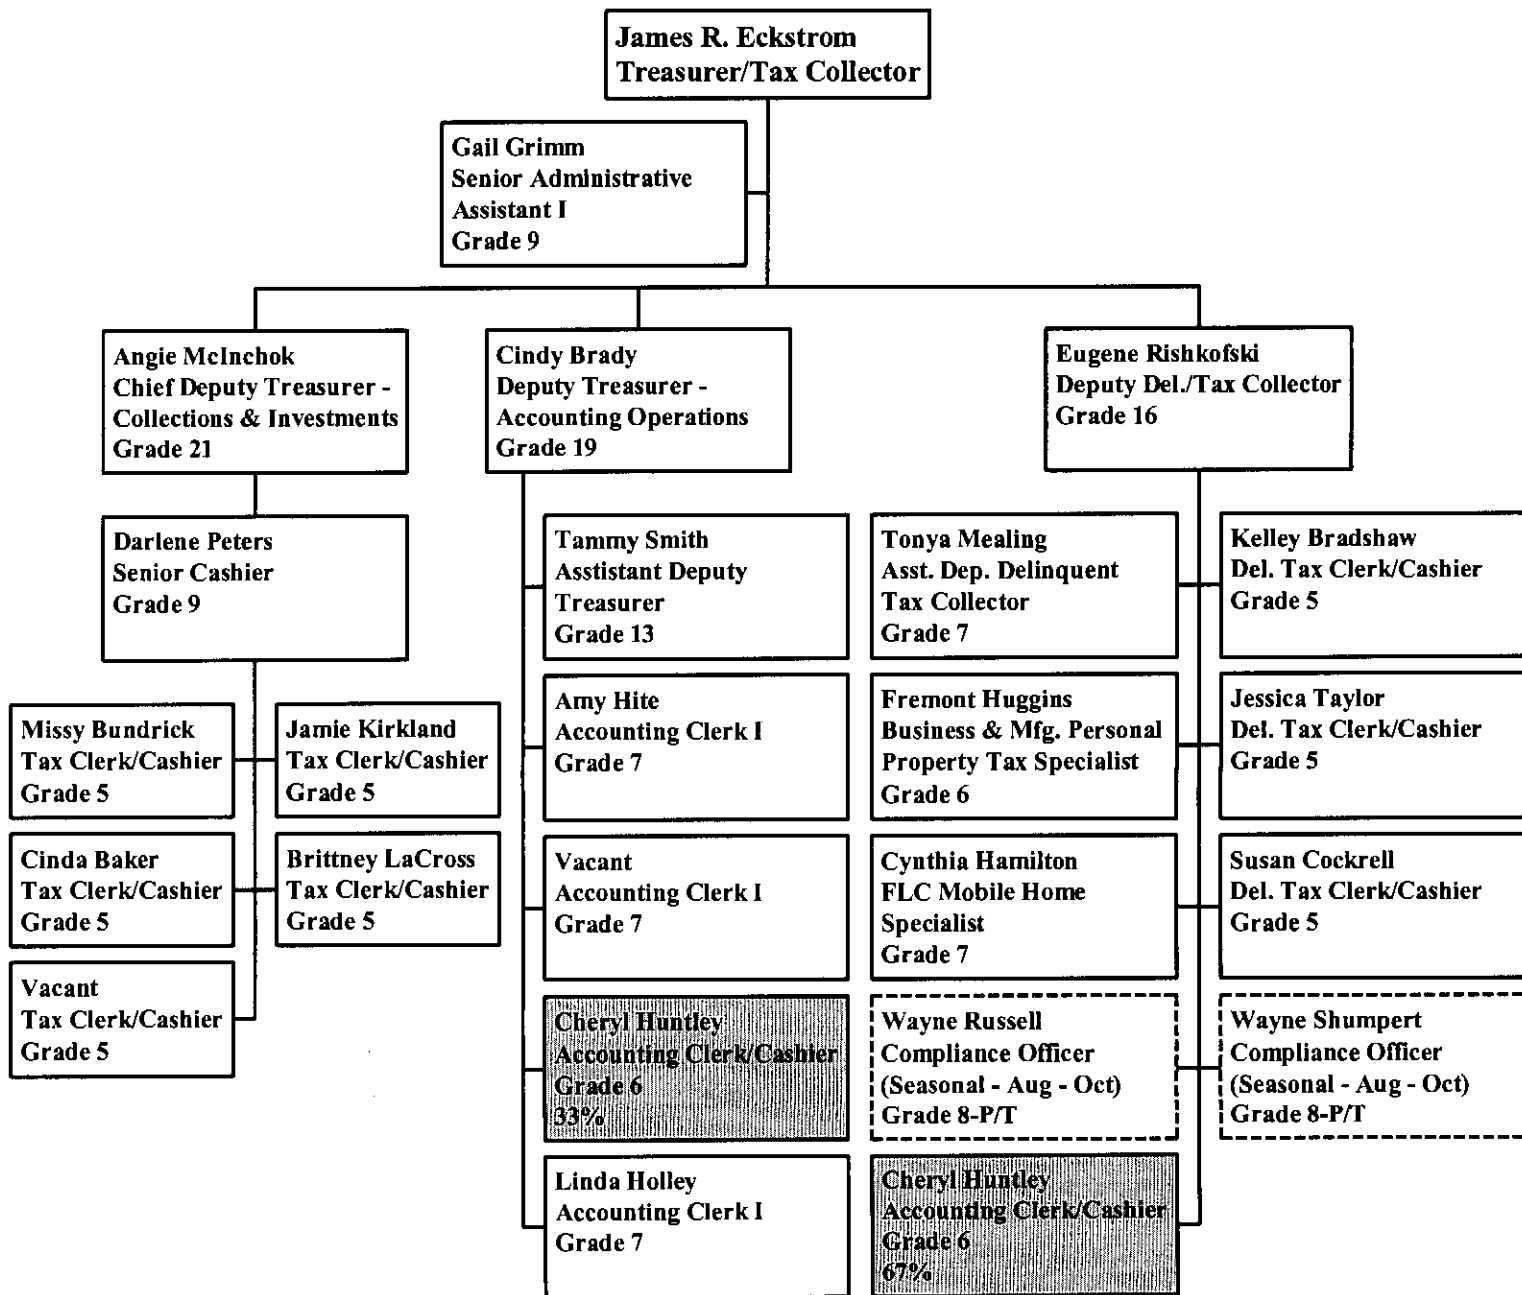 James R. Eckstrom
Treasurer/Tax Collector
Gail Grimm
Senior Administrative
Assistant I
Grade 9
Angie McInchok
Chief Deputy Treasurer -
Collections & Investments
Grade 21
Cindy Brady
Deputy Treasurer -
Accounting Operations
Grade 19
Eugene Rishkofski
Deputy Del./Tax Collector
Grade 16
Darlene Peters
Senior Cashier
Grade 9
Missy Bundrick
Tax Clerk/Cashier
Grade 5
Jamie Kirkland
Tax Clerk/Cashier
Grade 5
Cinda Baker
Tax Clerk/Cashier
Grade 5
Brittney LaCross
Tax Clerk/Cashier
Grade 5
Vacant
Tax Clerk/Cashier
Grade 5
Tammy Smith
Asstistant Deputy
Treasurer
Grade 13
Amy Hite
Accounting Clerk I
Grade 7
Vacant
Accounting Clerk I
Grade 7
Cheryl Huntley
Accounting Clerk/Cashier
Grade 6
33%
Linda Holley
Accounting Clerk I
Grade 7
Tonya Mealing
Asst. Dep. Delinquent
Tax Collector
Grade 7
Kelley Bradshaw
Del. Tax Clerk/Cashier
Grade 5
Fremont Huggins
Business & Mfg. Personal
Property Tax Specialist
Grade 6
Jessica Taylor
Del. Tax Clerk/Cashier
Grade 5
Cynthia Hamilton
FLC Mobile Home
Specialist
Grade 7
Susan Cockrell
Del. Tax Clerk/Cashier
Grade 5
Wayne Russell
Compliance Officer
(Seasonal - Aug - Oct)
Grade 8-P/T
Wayne Shumpert
Compliance Officer
(Seasonal - Aug - Oct)
Grade 8-P/T
Cheryl Huntley
Accounting Clerk/Cashier
Grade 6
67%